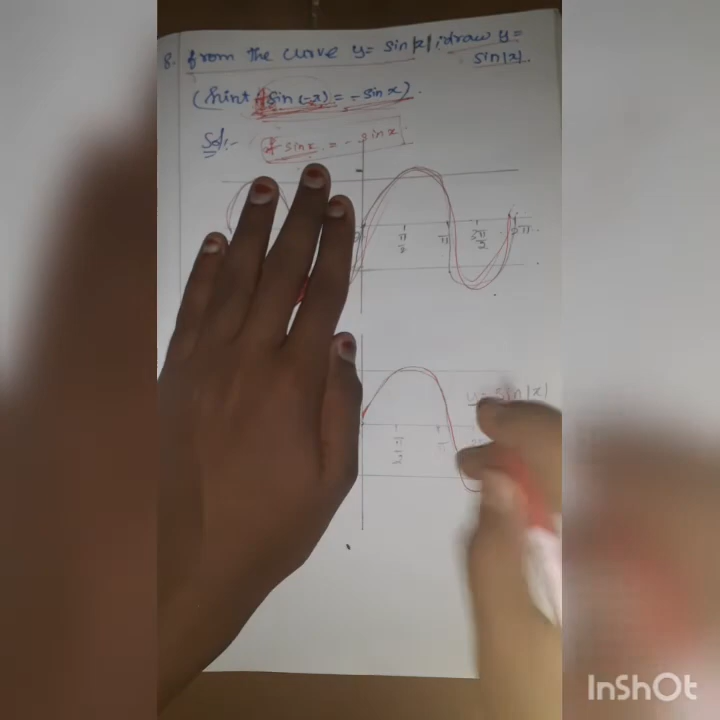 8. from the curve y= sin|x|, draw y=
sin|x|.
(hint sin(-x) = - sin x).
Sol:-
sin x = - sin x
π/2 π 3π/2 2π
y= sin|x|
π/2 π
InShOt